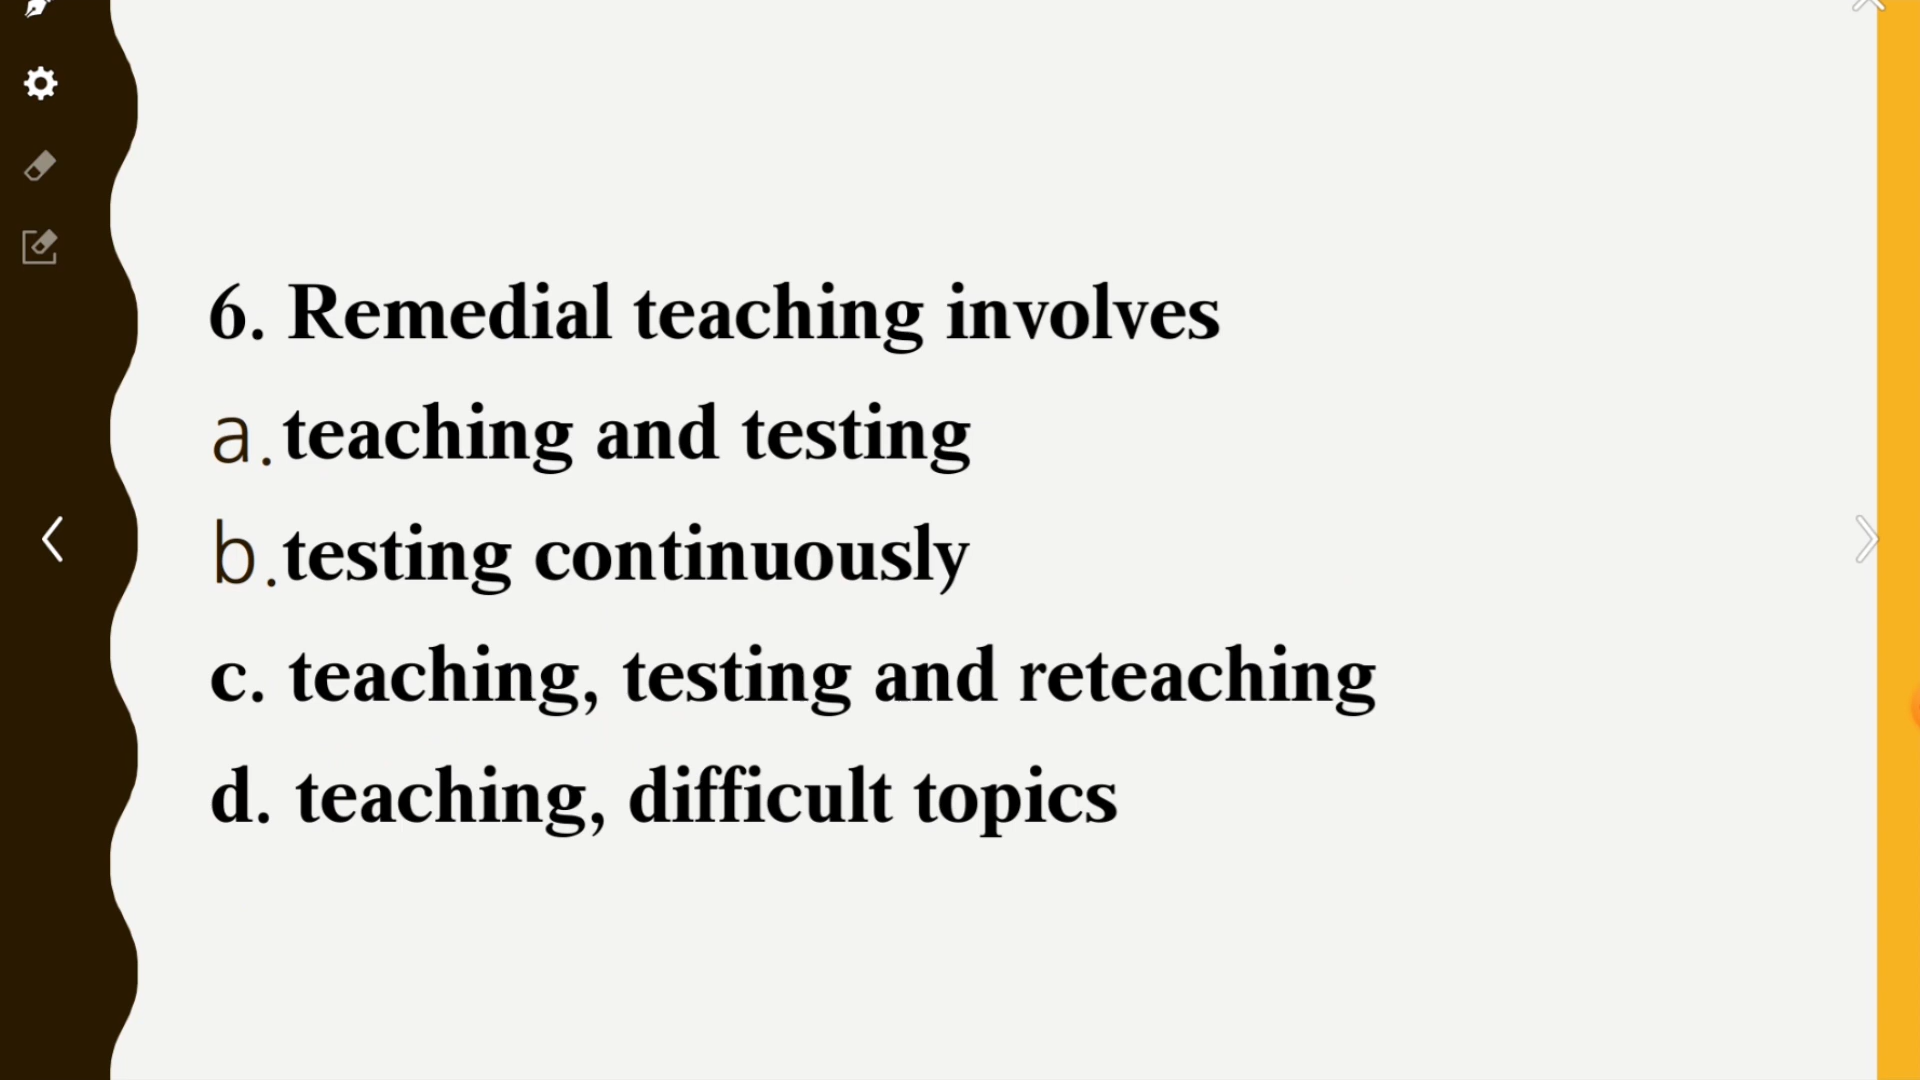 6. Remedial teaching involves
a. teaching and testing
b. testing continuously
c. teaching, testing and reteaching
d. teaching, difficult topics